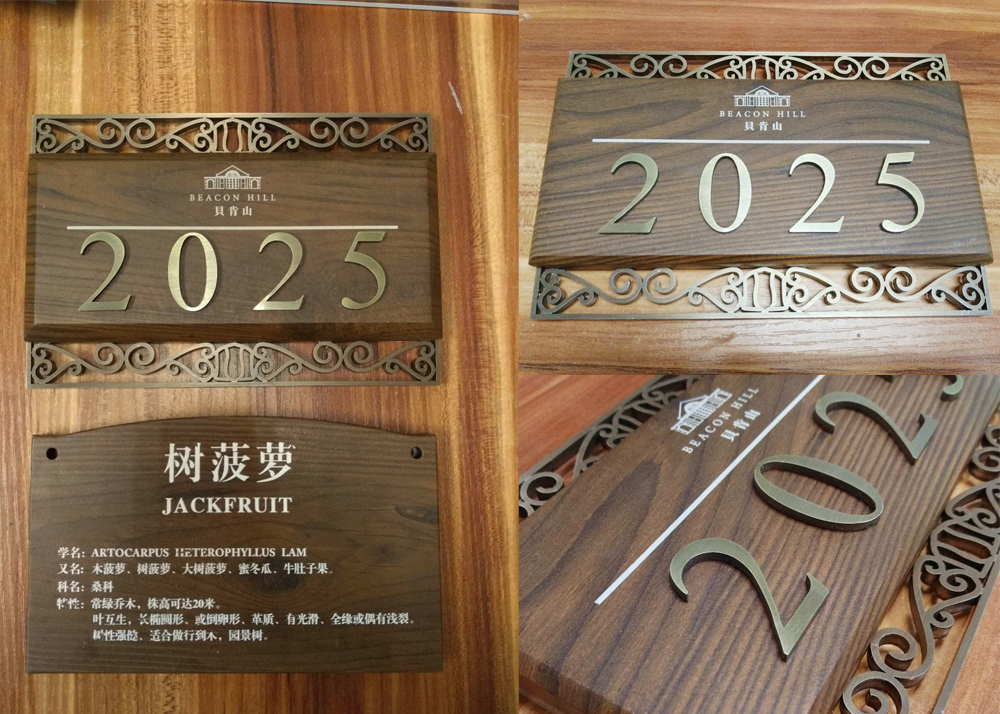 BEACON HILL
貝肯山
2025
树菠萝
JACKFRUIT
学名: ARTOCARPUS HETEROPHYLLUS LAM
又名: 木菠萝、树菠萝、大树菠萝、蜜冬瓜、牛肚子果。
科名: 桑科
特性: 常绿乔木，株高可达20米。
叶互生，长椭圆形、或倒卵形、革质、有光滑、全缘或偶有浅裂。
树性强健、适合做行到木，园景树。
BEACON HILL
貝肯山
2025
BEACON HILL
貝肯山
202